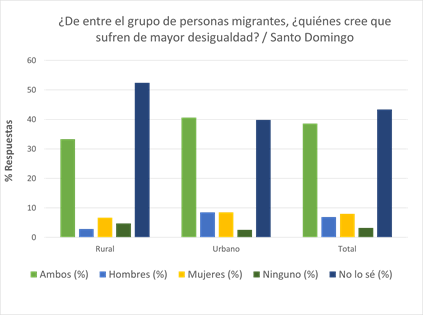 ¿De entre el grupo de personas migrantes, ¿quiénes cree que
sufren de mayor desigualdad? / Santo Domingo
60
50
40
30
20
10
0
% Respuestas
Rural Urbano Total
Ambos (%) Hombres (%) Mujeres (%) Ninguno (%) No lo sé (%)